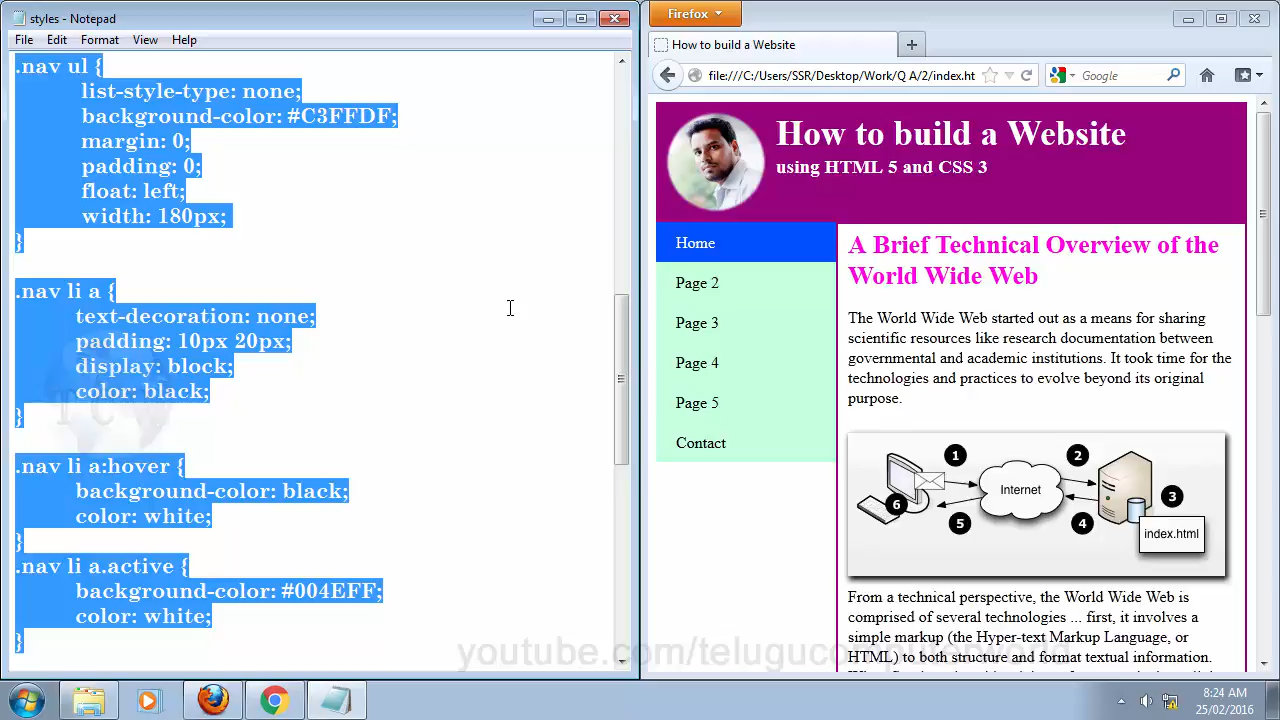 styles - Notepad
File Edit Format View Help
.nav ul {
list-style-type: none;
background-color: #C3FFDF;
margin: 0;
padding: 0;
float: left;
width: 180px;
}
.nav li a {
text-decoration: none;
padding: 10px 20px;
display: block;
color: black;
}
.nav li a:hover {
background-color: black;
color: white;
}
.nav li a.active {
background-color: #004EFF;
color: white;
}
Firefox
How to build a Website
file:///C:/Users/SSR/Desktop/Work/Q A/2/index.ht
Google
How to build a Website
using HTML 5 and CSS 3
Home
Page 2
Page 3
Page 4
Page 5
Contact
A Brief Technical Overview of the
World Wide Web
The World Wide Web started out as a means for sharing
scientific resources like research documentation between
governmental and academic institutions. It took time for the
technologies and practices to evolve beyond its original
purpose.
1
2
Internet
3
6
5
4
index.html
From a technical perspective, the World Wide Web is
comprised of several technologies ... first, it involves a
simple markup (the Hyper-text Markup Language, or
HTML) to both structure and format textual information.
8:24 AM
25/02/2016